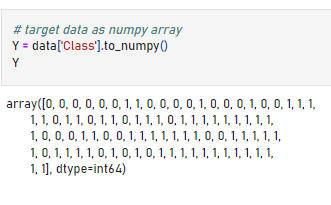 # target data as numpy array
Y = data['Class'].to_numpy()
Y
array([0, 0, 0, 0, 0, 0, 1, 1, 0, 0, 0, 0, 1, 0, 0, 0, 1, 0, 0, 1, 1, 1,
1, 1, 0, 1, 1, 0, 1, 1, 0, 1, 1, 1, 0, 1, 1, 1, 1, 1, 1, 1, 1, 1,
1, 0, 0, 0, 1, 1, 0, 0, 1, 1, 1, 1, 1, 1, 1, 0, 0, 1, 1, 1, 1, 1,
1, 0, 1, 1, 1, 1, 0, 1, 0, 1, 0, 1, 1, 1, 1, 1, 1, 1, 1, 1, 1, 1,
1, 1], dtype=int64)